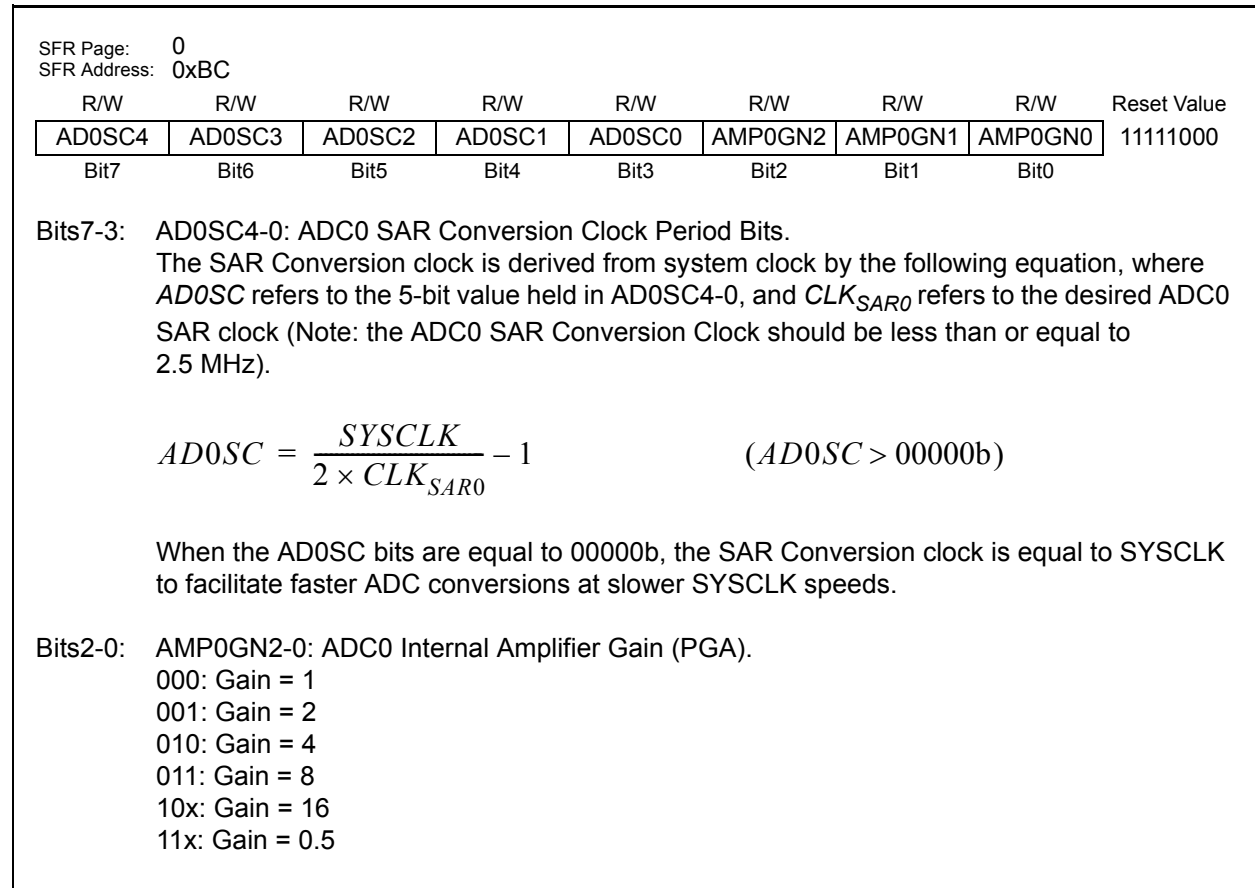 SFR Page: 0
SFR Address: 0xBC
R/W R/W R/W R/W R/W R/W R/W R/W Reset Value
AD0SC4 AD0SC3 AD0SC2 AD0SC1 AD0SC0 AMP0GN2 AMP0GN1 AMP0GN0 11111000
Bit7 Bit6 Bit5 Bit4 Bit3 Bit2 Bit1 Bit0
Bits7-3: AD0SC4-0: ADC0 SAR Conversion Clock Period Bits.
The SAR Conversion clock is derived from system clock by the following equation, where
AD0SC refers to the 5-bit value held in AD0SC4-0, and CLK_SAR0 refers to the desired ADC0
SAR clock (Note: the ADC0 SAR Conversion Clock should be less than or equal to
2.5 MHz).
AD0SC = SYSCLK / (2 × CLK_SAR0) – 1 (AD0SC > 00000b)
When the AD0SC bits are equal to 00000b, the SAR Conversion clock is equal to SYSCLK
to facilitate faster ADC conversions at slower SYSCLK speeds.
Bits2-0: AMP0GN2-0: ADC0 Internal Amplifier Gain (PGA).
000: Gain = 1
001: Gain = 2
010: Gain = 4
011: Gain = 8
10x: Gain = 16
11x: Gain = 0.5